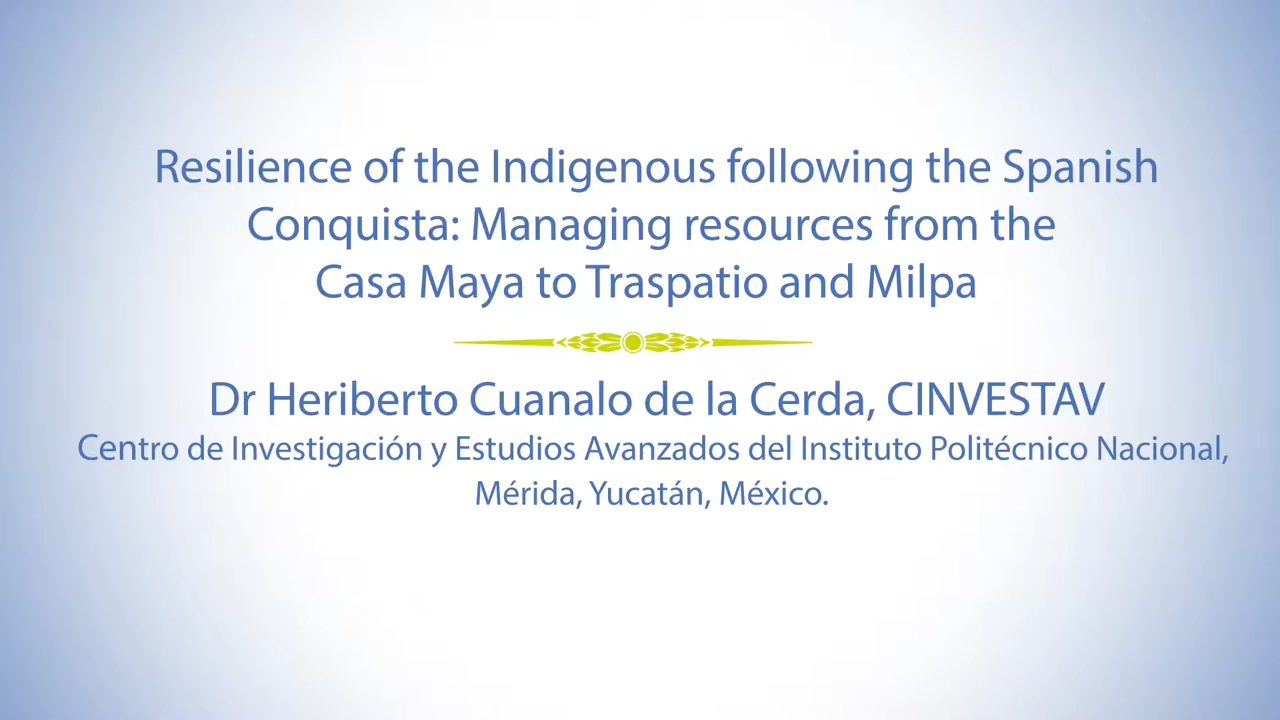 Resilience of the Indigenous following the Spanish
Conquista: Managing resources from the
Casa Maya to Traspatio and Milpa
Dr Heriberto Cuanalo de la Cerda, CINVESTAV
Centro de Investigación y Estudios Avanzados del Instituto Politécnico Nacional,
Mérida, Yucatán, México.